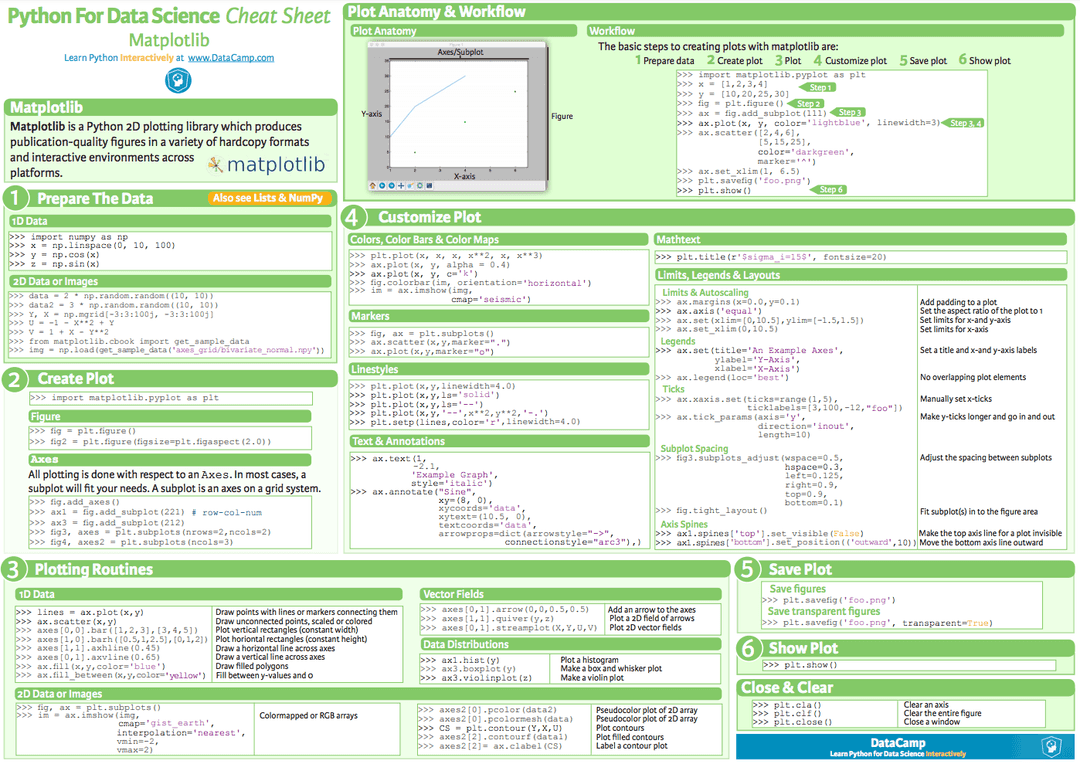 Python For Data Science Cheat Sheet
Matplotlib
Learn Python Interactively at www.DataCamp.com
Matplotlib
Matplotlib is a Python 2D plotting library which produces
publication-quality figures in a variety of hardcopy formats
and interactive environments across
platforms.
matplotlib
1 Prepare The Data
Also see Lists & NumPy
1D Data
>>> import numpy as np
>>> x = np.linspace(0, 10, 100)
>>> y = np.cos(x)
>>> z = np.sin(x)
2D Data or Images
>>> data = 2 * np.random.random((10, 10))
>>> data2 = 3 * np.random.random((10, 10))
>>> Y, X = np.mgrid[-3:3:100j, -3:3:100j]
>>> U = -1 - X**2 + Y
>>> V = 1 + X - Y**2
>>> from matplotlib.cbook import get_sample_data
>>> img = np.load(get_sample_data('axes_grid/bivariate_normal.npy'))
2 Create Plot
>>> import matplotlib.pyplot as plt
Figure
>>> fig = plt.figure()
>>> fig2 = plt.figure(figsize=plt.figaspect(2.0))
Axes
All plotting is done with respect to an Axes. In most cases, a
subplot will fit your needs. A subplot is an axes on a grid system.
>>> fig.add_axes()
>>> ax1 = fig.add_subplot(221) # row-col-num
>>> ax3 = fig.add_subplot(212)
>>> fig3, axes = plt.subplots(nrows=2,ncols=2)
>>> fig4, axes2 = plt.subplots(ncols=3)
Plot Anatomy & Workflow
Plot Anatomy
Axes/Subplot
Y-axis
Figure
X-axis
Workflow
The basic steps to creating plots with matplotlib are:
1 Prepare data 2 Create plot 3 Plot 4 Customize plot 5 Save plot 6 Show plot
>>> import matplotlib.pyplot as plt
>>> x = [1,2,3,4]
Step 1
>>> y = [10,20,25,30]
>>> fig = plt.figure()
Step 2
>>> ax = fig.add_subplot(111)
Step 3
>>> ax.plot(x, y, color='lightblue', linewidth=3)
Step 3, 4
>>> ax.scatter([2,4,6],
[5,15,25],
color='darkgreen',
marker='^')
>>> ax.set_xlim(1, 6.5)
>>> plt.savefig('foo.png')
>>> plt.show()
Step 6
4 Customize Plot
Colors, Color Bars & Color Maps
>>> plt.plot(x, x, x, x**2, x, x**3)
>>> ax.plot(x, y, alpha = 0.4)
>>> ax.plot(x, y, c='k')
>>> fig.colorbar(im, orientation='horizontal')
>>> im = ax.imshow(img,
cmap='seismic')
Markers
>>> fig, ax = plt.subplots()
>>> ax.scatter(x,y,marker=".")
>>> ax.plot(x,y,marker="o")
Linestyles
>>> plt.plot(x,y,linewidth=4.0)
>>> plt.plot(x,y,ls='solid')
>>> plt.plot(x,y,ls='--')
>>> plt.plot(x,y,'--',x**2,y**2,'-.')
>>> plt.setp(lines,color='r',linewidth=4.0)
Text & Annotations
>>> ax.text(1,
-2.1,
'Example Graph',
style='italic')
>>> ax.annotate("Sine",
xy=(8, 0),
xycoords='data',
xytext=(10.5, 0),
textcoords='data',
arrowprops=dict(arrowstyle="->",
connectionstyle="arc3"),)
Mathtext
>>> plt.title(r'$sigma_i=15$', fontsize=20)
Limits, Legends & Layouts
Limits & Autoscaling
>>> ax.margins(x=0.0,y=0.1) Add padding to a plot
>>> ax.axis('equal') Set the aspect ratio of the plot to 1
>>> ax.set(xlim=[0,10.5],ylim=[-1.5,1.5]) Set limits for x-and y-axis
>>> ax.set_xlim(0,10.5) Set limits for x-axis
Legends
>>> ax.set(title='An Example Axes', Set a title and x-and y-axis labels
ylabel='Y-Axis',
xlabel='X-Axis')
>>> ax.legend(loc='best') No overlapping plot elements
Ticks
>>> ax.xaxis.set(ticks=range(1,5), Manually set x-ticks
ticklabels=[3,100,-12,"foo"])
>>> ax.tick_params(axis='y', Make y-ticks longer and go in and out
direction='inout',
length=10)
Subplot Spacing
>>> fig3.subplots_adjust(wspace=0.5, Adjust the spacing between subplots
hspace=0.3,
left=0.125,
right=0.9,
top=0.9,
bottom=0.1)
>>> fig.tight_layout() Fit subplot(s) in to the figure area
Axis Spines
>>> ax1.spines['top'].set_visible(False) Make the top axis line for a plot invisible
>>> ax1.spines['bottom'].set_position(('outward',10)) Move the bottom axis line outward
3 Plotting Routines
1D Data
>>> lines = ax.plot(x,y) Draw points with lines or markers connecting them
>>> ax.scatter(x,y) Draw unconnected points, scaled or colored
>>> axes[0,0].bar([1,2,3],[3,4,5]) Plot vertical rectangles (constant width)
>>> axes[1,0].barh([0.5,1,2.5],[0,1,2]) Plot horiontal rectangles (constant height)
>>> axes[1,1].axhline(0.45) Draw a horizontal line across axes
>>> axes[0,1].axvline(0.65) Draw a vertical line across axes
>>> ax.fill(x,y,color='blue') Draw filled polygons
>>> ax.fill_between(x,y,color='yellow') Fill between y-values and 0
2D Data or Images
>>> fig, ax = plt.subplots()
>>> im = ax.imshow(img, Colormapped or RGB arrays
cmap='gist_earth',
interpolation='nearest',
vmin=-2,
vmax=2)
Vector Fields
>>> axes[0,1].arrow(0,0,0.5,0.5) Add an arrow to the axes
>>> axes[1,1].quiver(y,z) Plot a 2D field of arrows
>>> axes[0,1].streamplot(X,Y,U,V) Plot 2D vector fields
Data Distributions
>>> ax1.hist(y) Plot a histogram
>>> ax3.boxplot(y) Make a box and whisker plot
>>> ax3.violinplot(z) Make a violin plot
>>> axes2[0].pcolor(data2) Pseudocolor plot of 2D array
>>> axes2[0].pcolormesh(data) Pseudocolor plot of 2D array
>>> CS = plt.contour(Y,X,U) Plot contours
>>> axes2[2].contourf(data1) Plot filled contours
>>> axes2[2]= ax.clabel(CS) Label a contour plot
5 Save Plot
Save figures
>>> plt.savefig('foo.png')
Save transparent figures
>>> plt.savefig('foo.png', transparent=True)
6 Show Plot
>>> plt.show()
Close & Clear
>>> plt.cla() Clear an axis
>>> plt.clf() Clear the entire figure
>>> plt.close() Close a window
DataCamp
Learn Python for Data Science Interactively